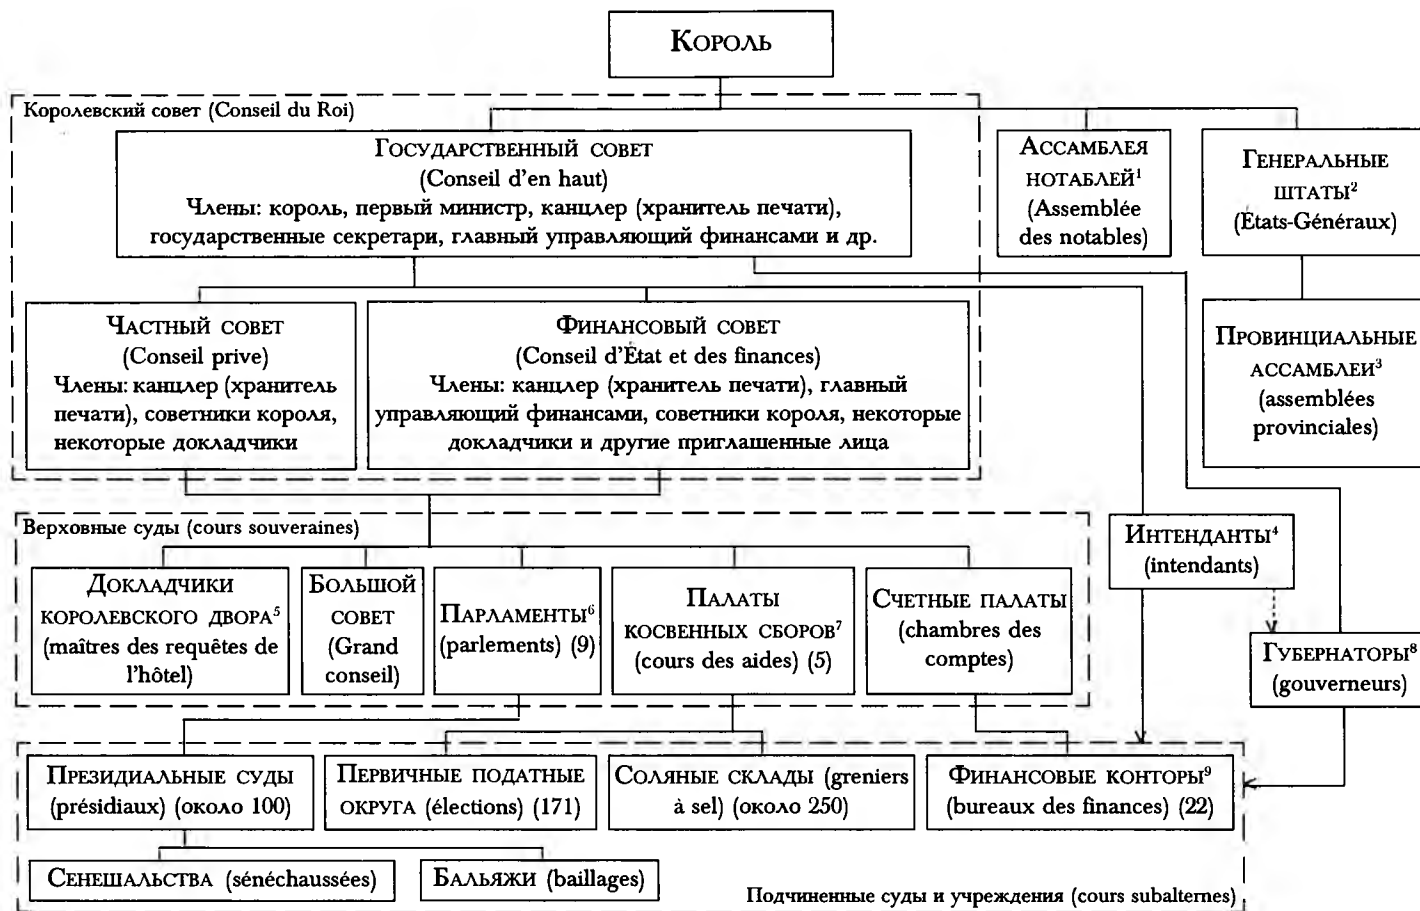 Король
Королевский совет (Conseil du Roi)
Государственный совет
(Conseil d'en haut)
Члены: король, первый министр, канцлер (хранитель печати),
государственные секретари, главный управляющий финансами и др.
Ассамблея
нотаблей¹
(Assemblée
des notables)
Генеральные
штаты²
(États-Généraux)
Частный совет
(Conseil prive)
Члены: канцлер (хранитель
печати), советники короля,
некоторые докладчики
Финансовый совет
(Conseil d'État et des finances)
Члены: канцлер (хранитель печати), главный
управляющий финансами, советники короля, некоторые
докладчики и другие приглашенные лица
Провинциальные
ассамблеи³
(assemblées
provinciales)
Верховные суды (cours souveraines)
Докладчики
королевского двора⁵
(maîtres des requêtes de
l'hôtel)
Большой
совет
(Grand
conseil)
Парламенты⁶
(parlements) (9)
Палаты
косвенных сборов⁷
(cours des aides) (5)
Счетные палаты
(chambres des
comptes)
Интенданты⁴
(intendants)
Губернаторы⁸
(gouverneurs)
Президиальные суды
(présidiaux) (около 100)
Первичные податные
округа (élections) (171)
Соляные склады (greniers
à sel) (около 250)
Финансовые конторы⁹
(bureaux des finances) (22)
Сенешальства (sénéchaussées)
Бальяжи (baillages)
Подчиненные суды и учреждения (cours subalternes)